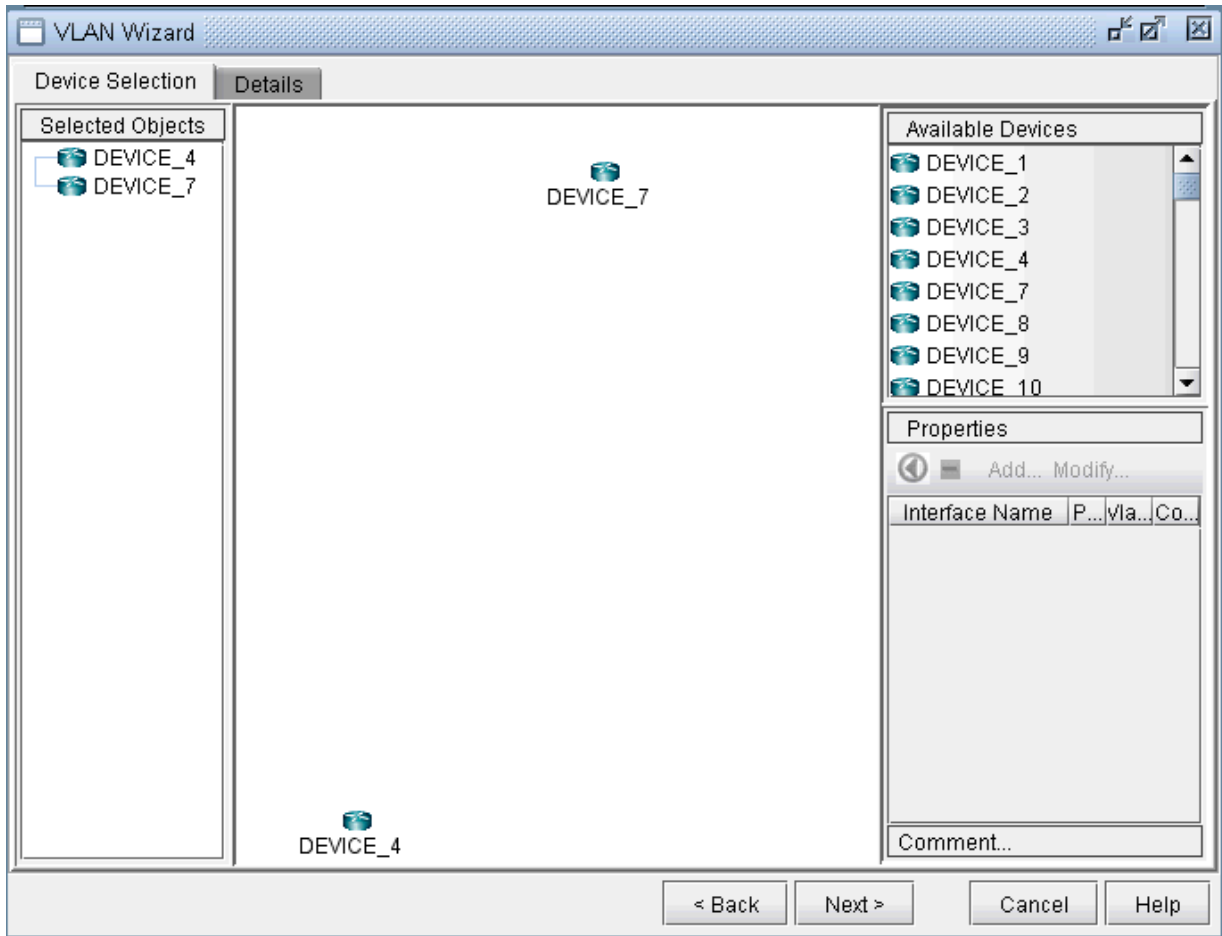 VLAN Wizard
Device Selection
Details
Selected Objects
DEVICE_4
DEVICE_7
DEVICE_7
DEVICE_4
Available Devices
DEVICE_1
DEVICE_2
DEVICE_3
DEVICE_4
DEVICE_7
DEVICE_8
DEVICE_9
DEVICE_10
Properties
Add... Modify...
Interface Name P... Vla... Co...
Comment...
< Back Next > Cancel Help